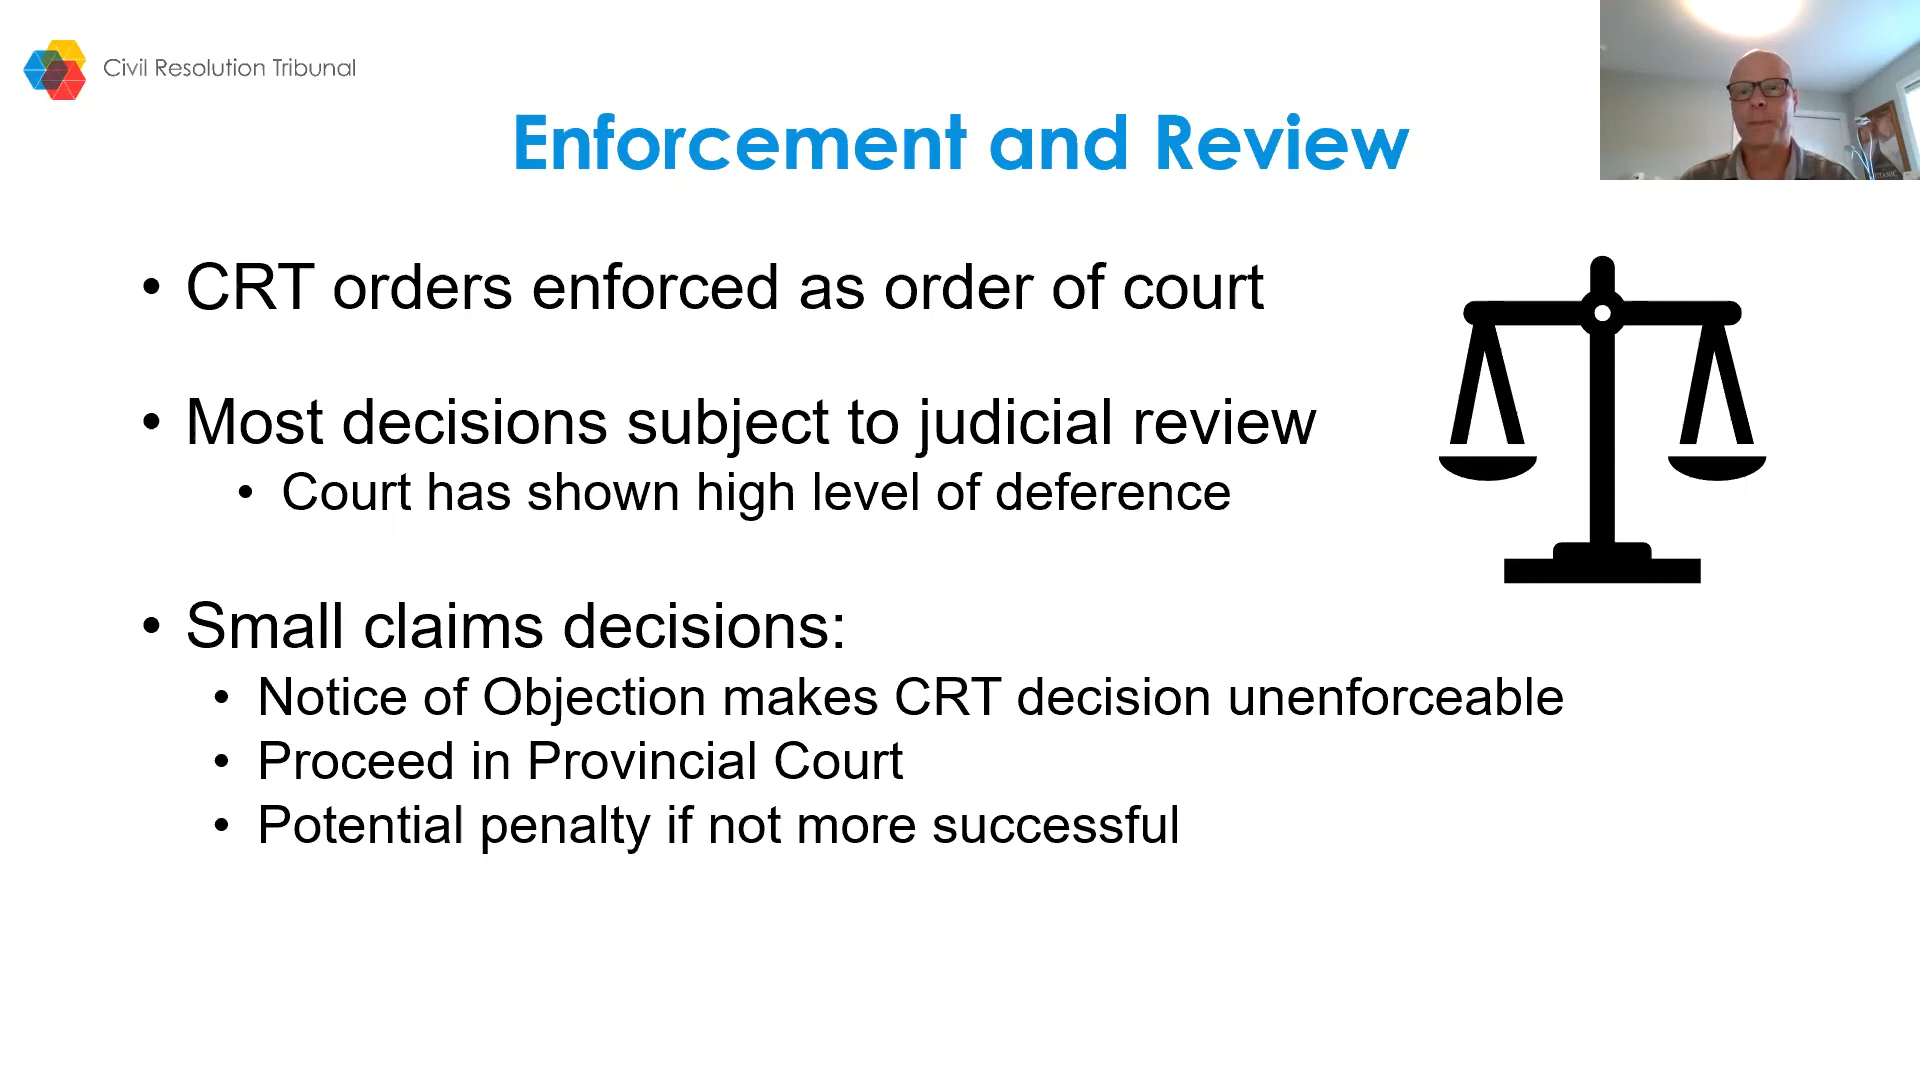 Civil Resolution Tribunal
Enforcement and Review
• CRT orders enforced as order of court
• Most decisions subject to judicial review
• Court has shown high level of deference
• Small claims decisions:
• Notice of Objection makes CRT decision unenforceable
• Proceed in Provincial Court
• Potential penalty if not more successful